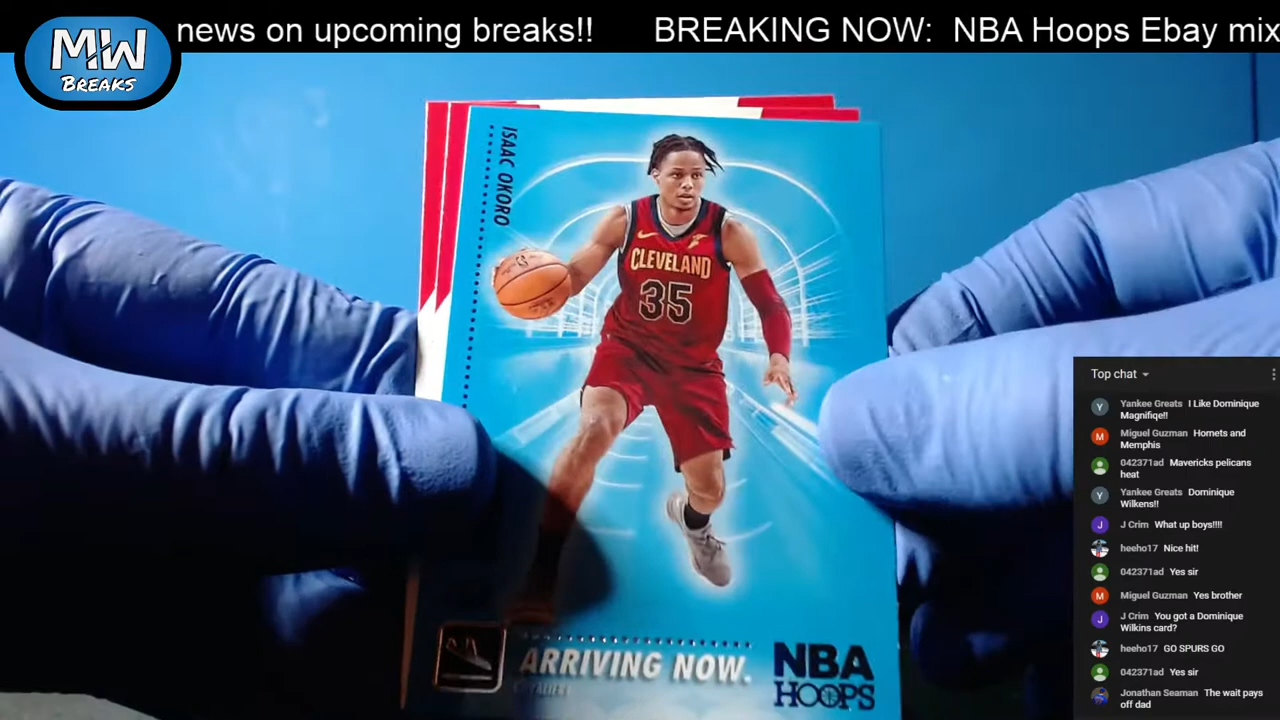 news on upcoming breaks!! BREAKING NOW: NBA Hoops Ebay mix
MW
BREAKS
ISAAC OKORO
CLEVELAND
35
ARRIVING NOW.
NBA
HOOPS
Top chat
Y Yankee Greats I Like Dominique
Magnifiqe!!
M Miguel Guzman Hornets and
Memphis
042371ad Mavericks pelicans
heat
Y Yankee Greats Dominique
Wilkens!!
J J Crim What up boys!!!!
heeho17 Nice hit!
042371ad Yes sir
M Miguel Guzman Yes brother
J J Crim You got a Dominique
Wilkins card?
heeho17 GO SPURS GO
042371ad Yes sir
Jonathan Seaman The wait pays
off dad